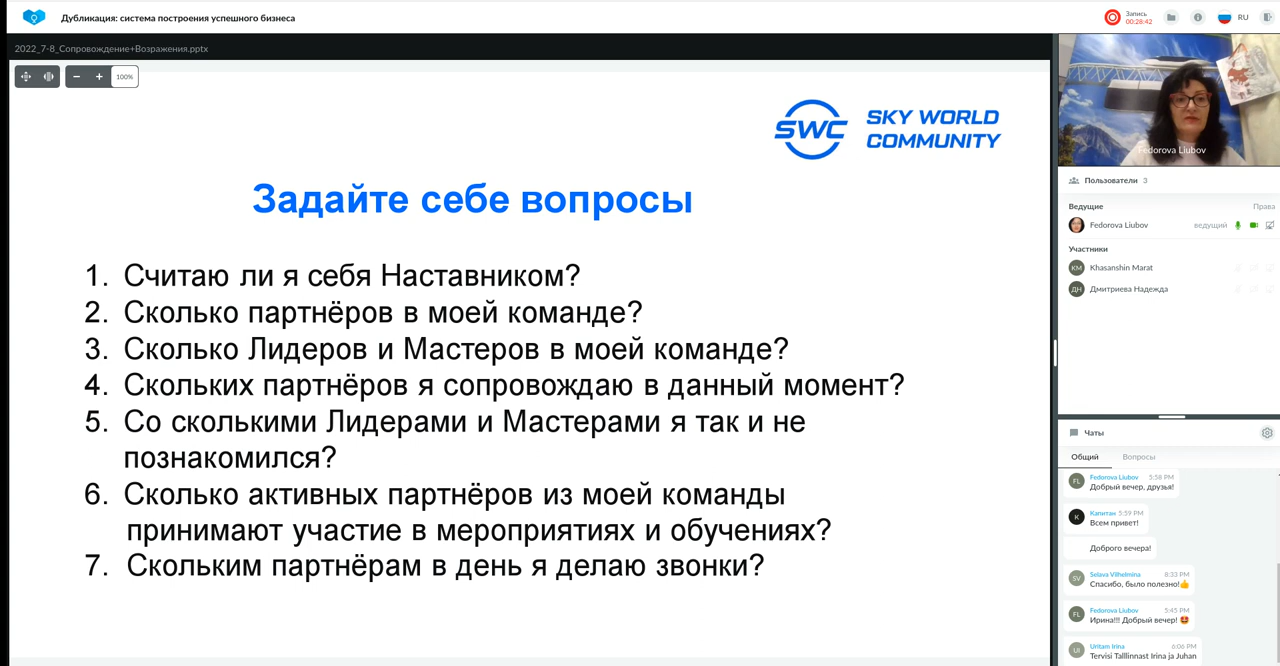 Дубликация: система построения успешного бизнеса
Запись
00:28:42
RU
2022_7-8_Сопровождение+Возражения.pptx
100%
SWC
SKY WORLD
COMMUNITY
Задайте себе вопросы
1. Считаю ли я себя Наставником?
2. Сколько партнёров в моей команде?
3. Сколько Лидеров и Мастеров в моей команде?
4. Скольких партнёров я сопровождаю в данный момент?
5. Со сколькими Лидерами и Мастерами я так и не
познакомился?
6. Сколько активных партнёров из моей команды
принимают участие в мероприятиях и обучениях?
7. Скольким партнёрам в день я делаю звонки?
Fedorova Liubov
Пользователи 3
Ведущие Права
Fedorova Liubov ведущий
Участники
KM Khasanshin Marat
ДН Дмитриева Надежда
Чаты
Общий Вопросы
FL Fedorova Liubov 5:58 PM
Добрый вечер, друзья!
К Капитан 5:59 PM
Всем привет!
Доброго вечера!
SV Selava Vilhelmina 8:33 PM
Спасибо, было полезно!👍
FL Fedorova Liubov 5:45 PM
Ирина!!! Добрый вечер! 🤩
UI Uritam Irina 6:06 PM
Tervisi Talllinnast Irina ja Juhan